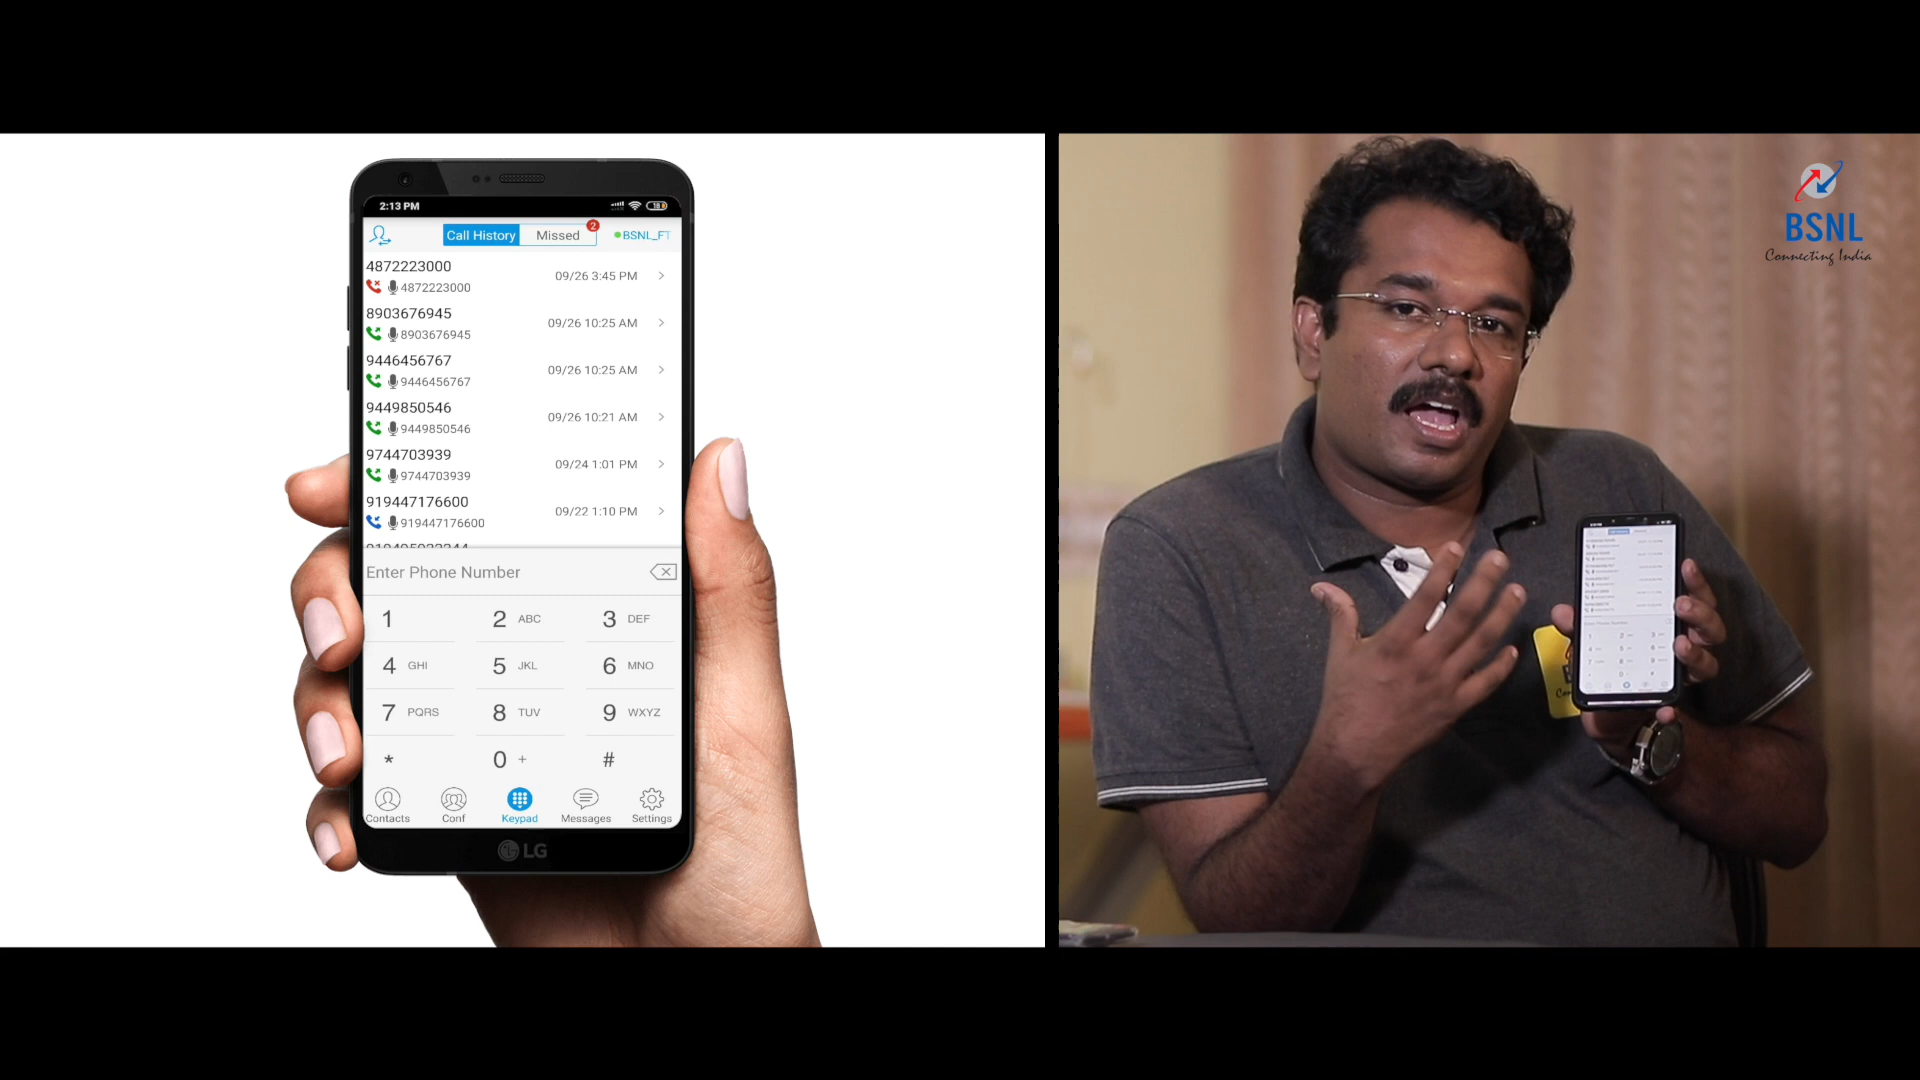 2:13 PM
18
Call History
Missed
2
BSNL_FT
4872223000
4872223000
09/26 3:45 PM
8903676945
8903676945
09/26 10:25 AM
9446456767
9446456767
09/26 10:25 AM
9449850546
9449850546
09/26 10:21 AM
9744703939
9744703939
09/24 1:01 PM
919447176600
919447176600
09/22 1:10 PM
Enter Phone Number
1
2 ABC
3 DEF
4 GHI
5 JKL
6 MNO
7 PQRS
8 TUV
9 WXYZ
*
0 +
#
Contacts
Conf
Keypad
Messages
Settings
LG
BSNL
Connecting India